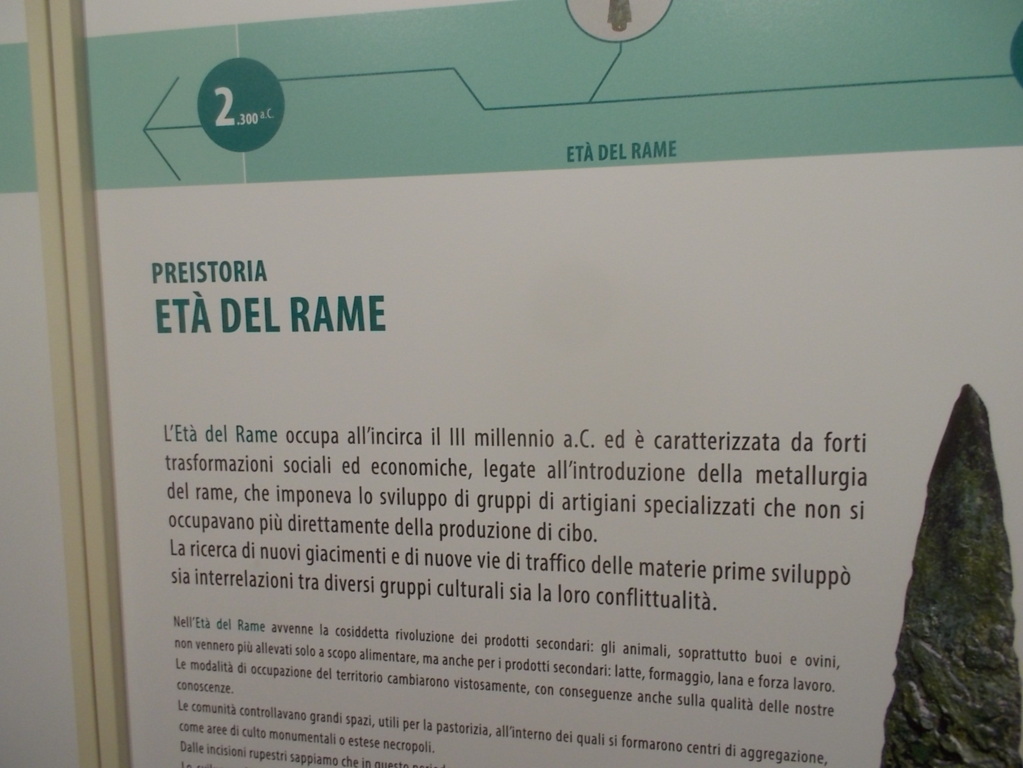 2.300 a.C.
ETÀ DEL RAME
PREISTORIA
ETÀ DEL RAME
L'Età del Rame occupa all'incirca il III millennio a.C. ed è caratterizzata da forti
trasformazioni sociali ed economiche, legate all'introduzione della metallurgia
del rame, che imponeva lo sviluppo di gruppi di artigiani specializzati che non si
occupavano più direttamente della produzione di cibo.
La ricerca di nuovi giacimenti e di nuove vie di traffico delle materie prime sviluppò
sia interrelazioni tra diversi gruppi culturali sia la loro conflittualità.
Nell'Età del Rame avvenne la cosiddetta rivoluzione dei prodotti secondari: gli animali, soprattutto buoi e ovini,
non vennero più allevati solo a scopo alimentare, ma anche per i prodotti secondari: latte, formaggio, lana e forza lavoro.
Le modalità di occupazione del territorio cambiarono vistosamente, con conseguenze anche sulla qualità delle nostre
conoscenze.
Le comunità controllavano grandi spazi, utili per la pastorizia, all'interno dei quali si formarono centri di aggregazione,
come aree di culto monumentali o estese necropoli.
Dalle incisioni rupestri sappiamo che in questo